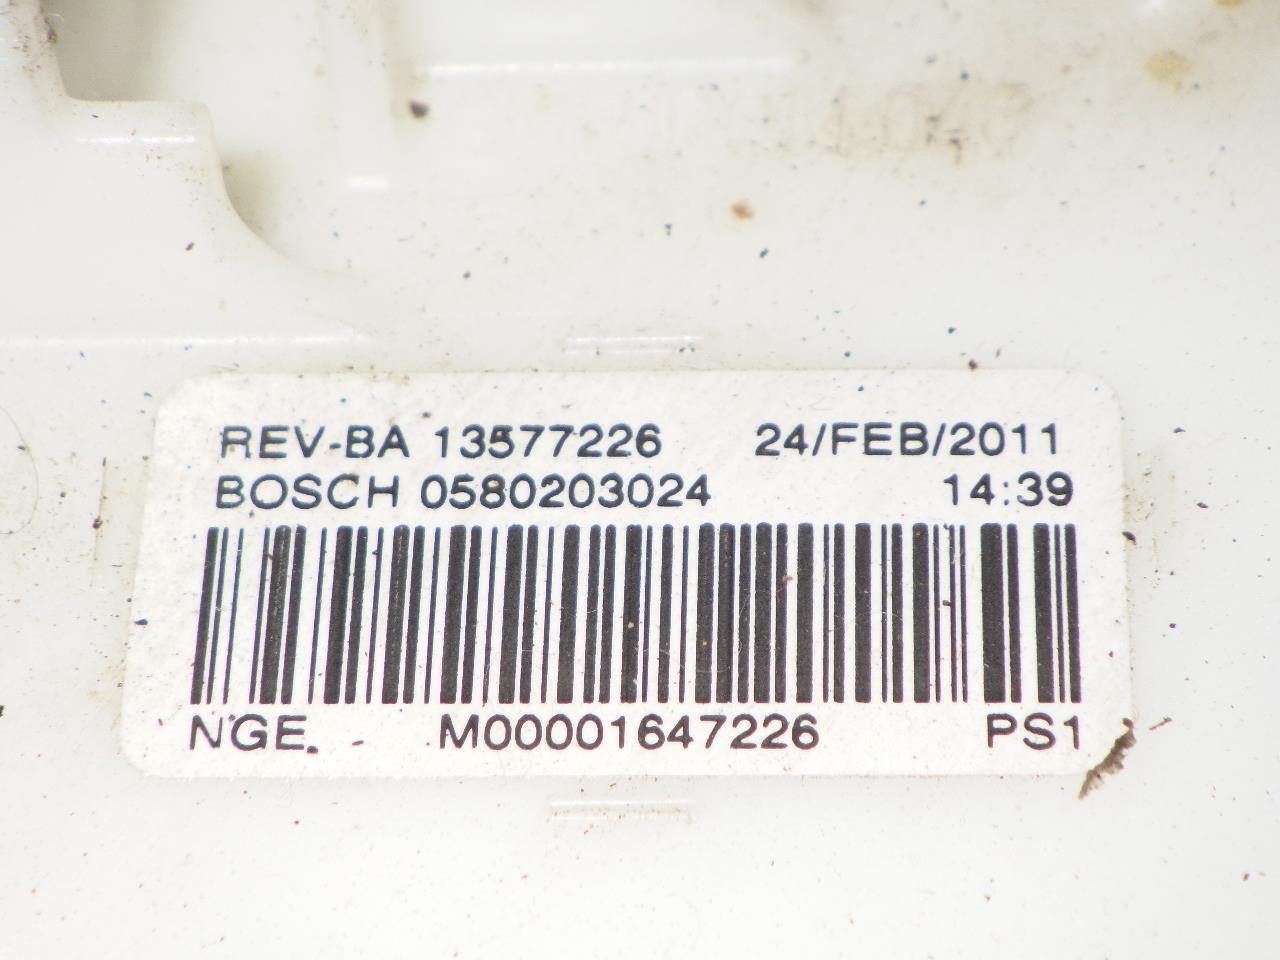 REV-BA 13577226 24/FEB/2011
BOSCH 0580203024 14:39
NGE. M00001647226 PS1